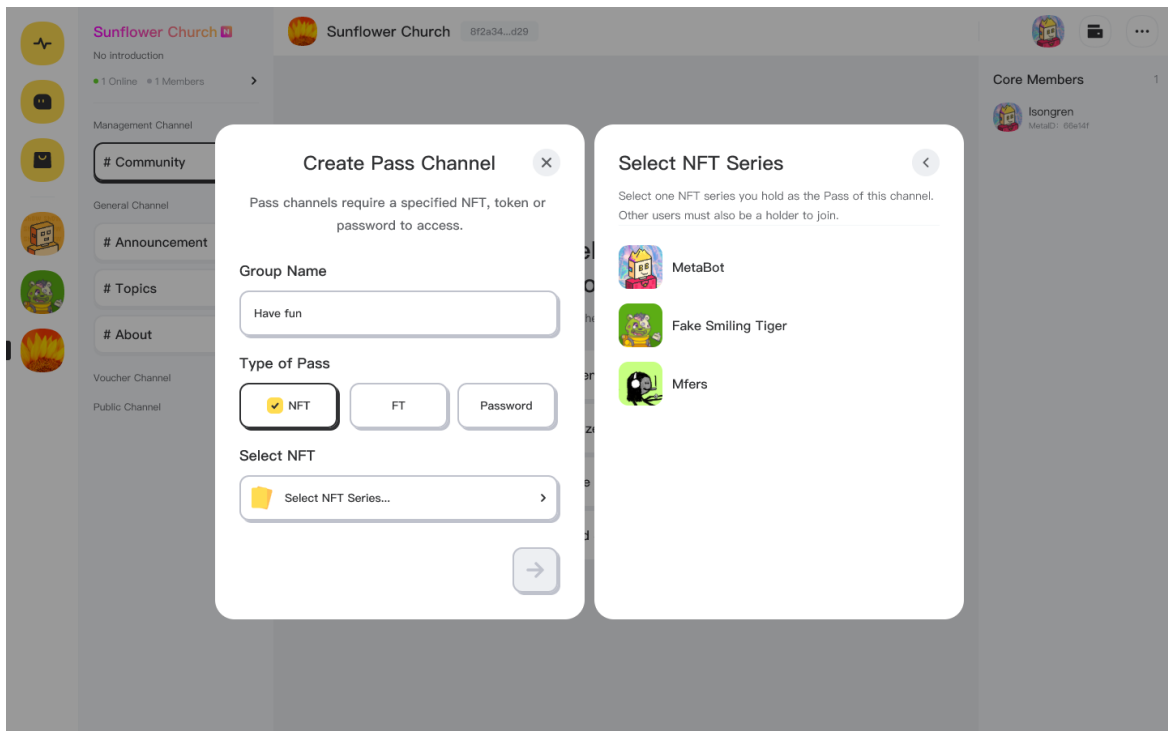 Sunflower Church
No introduction
1 Online
1 Members
Management Channel
# Community
General Channel
# Announcement
# Topics
# About
Voucher Channel
Public Channel
Sunflower Church
8f2a34...d29
Core Members
1
MetaID:
Create Pass Channel
Pass channels require a specified NFT, token or
password to access.
Group Name
Have fun
Type of Pass
NFT
FT
Password
Select NFT
Select NFT Series...
Select NFT Series
Select one NFT series you hold as the Pass of this channel.
Other users must also be a holder to join.
MetaBot
Fake Smiling Tiger
Mfers